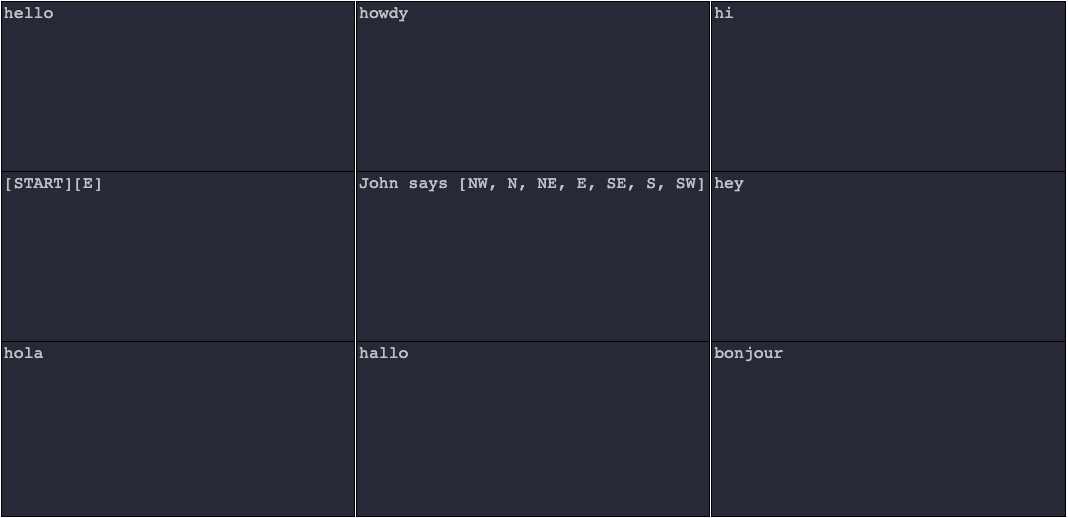 hello
howdy
hi
[START][E]
John says [NW, N, NE, E, SE, S, SW]
hey
hola
hallo
bonjour